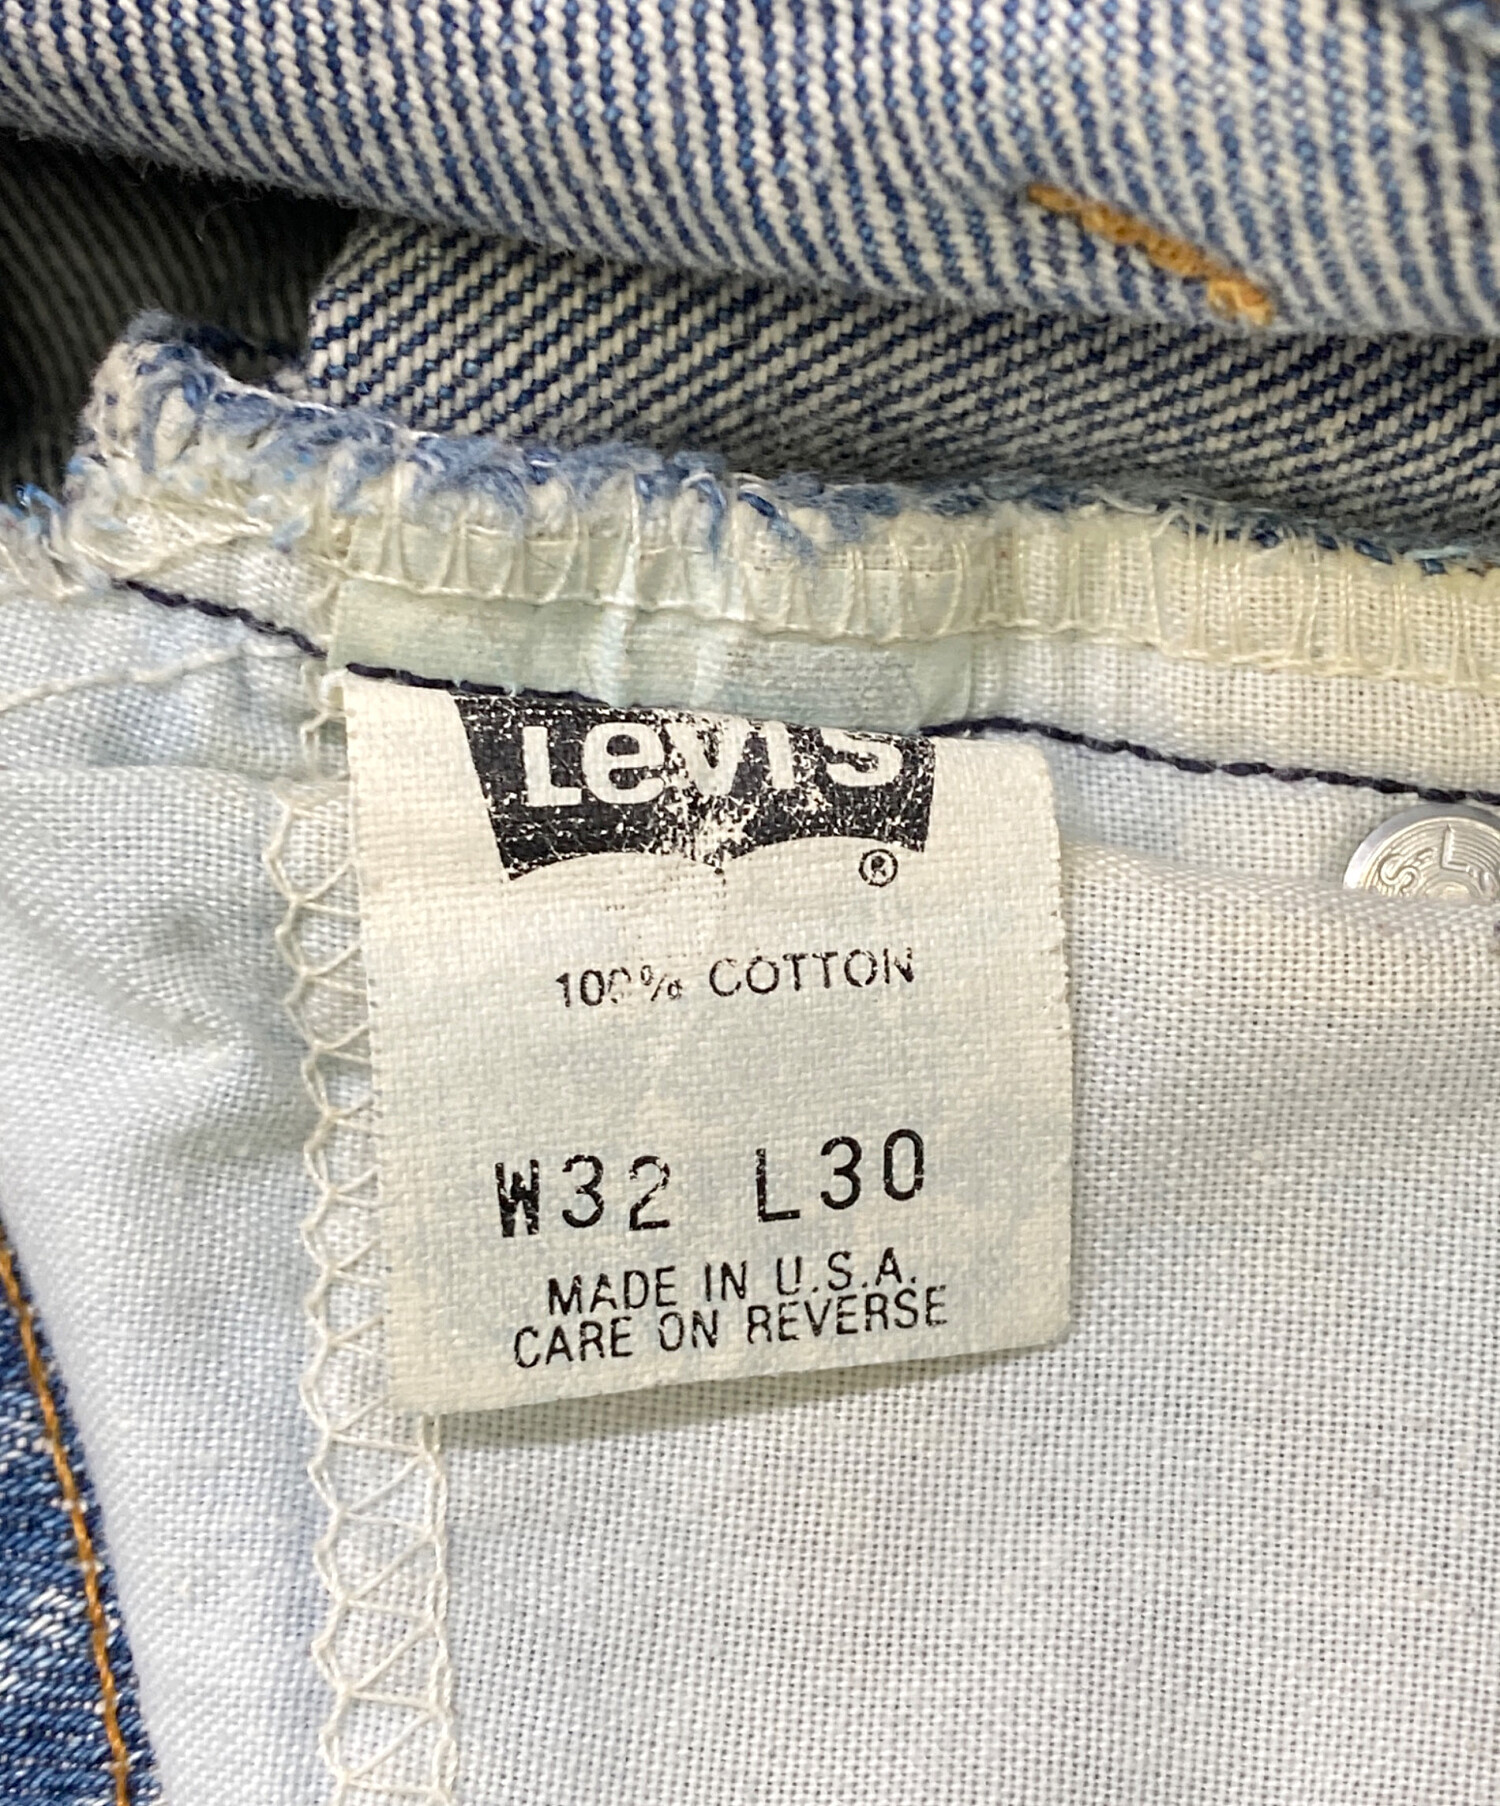 Levi's
®
100% COTTON
W32 L30
MADE IN U.S.A.
CARE ON REVERSE